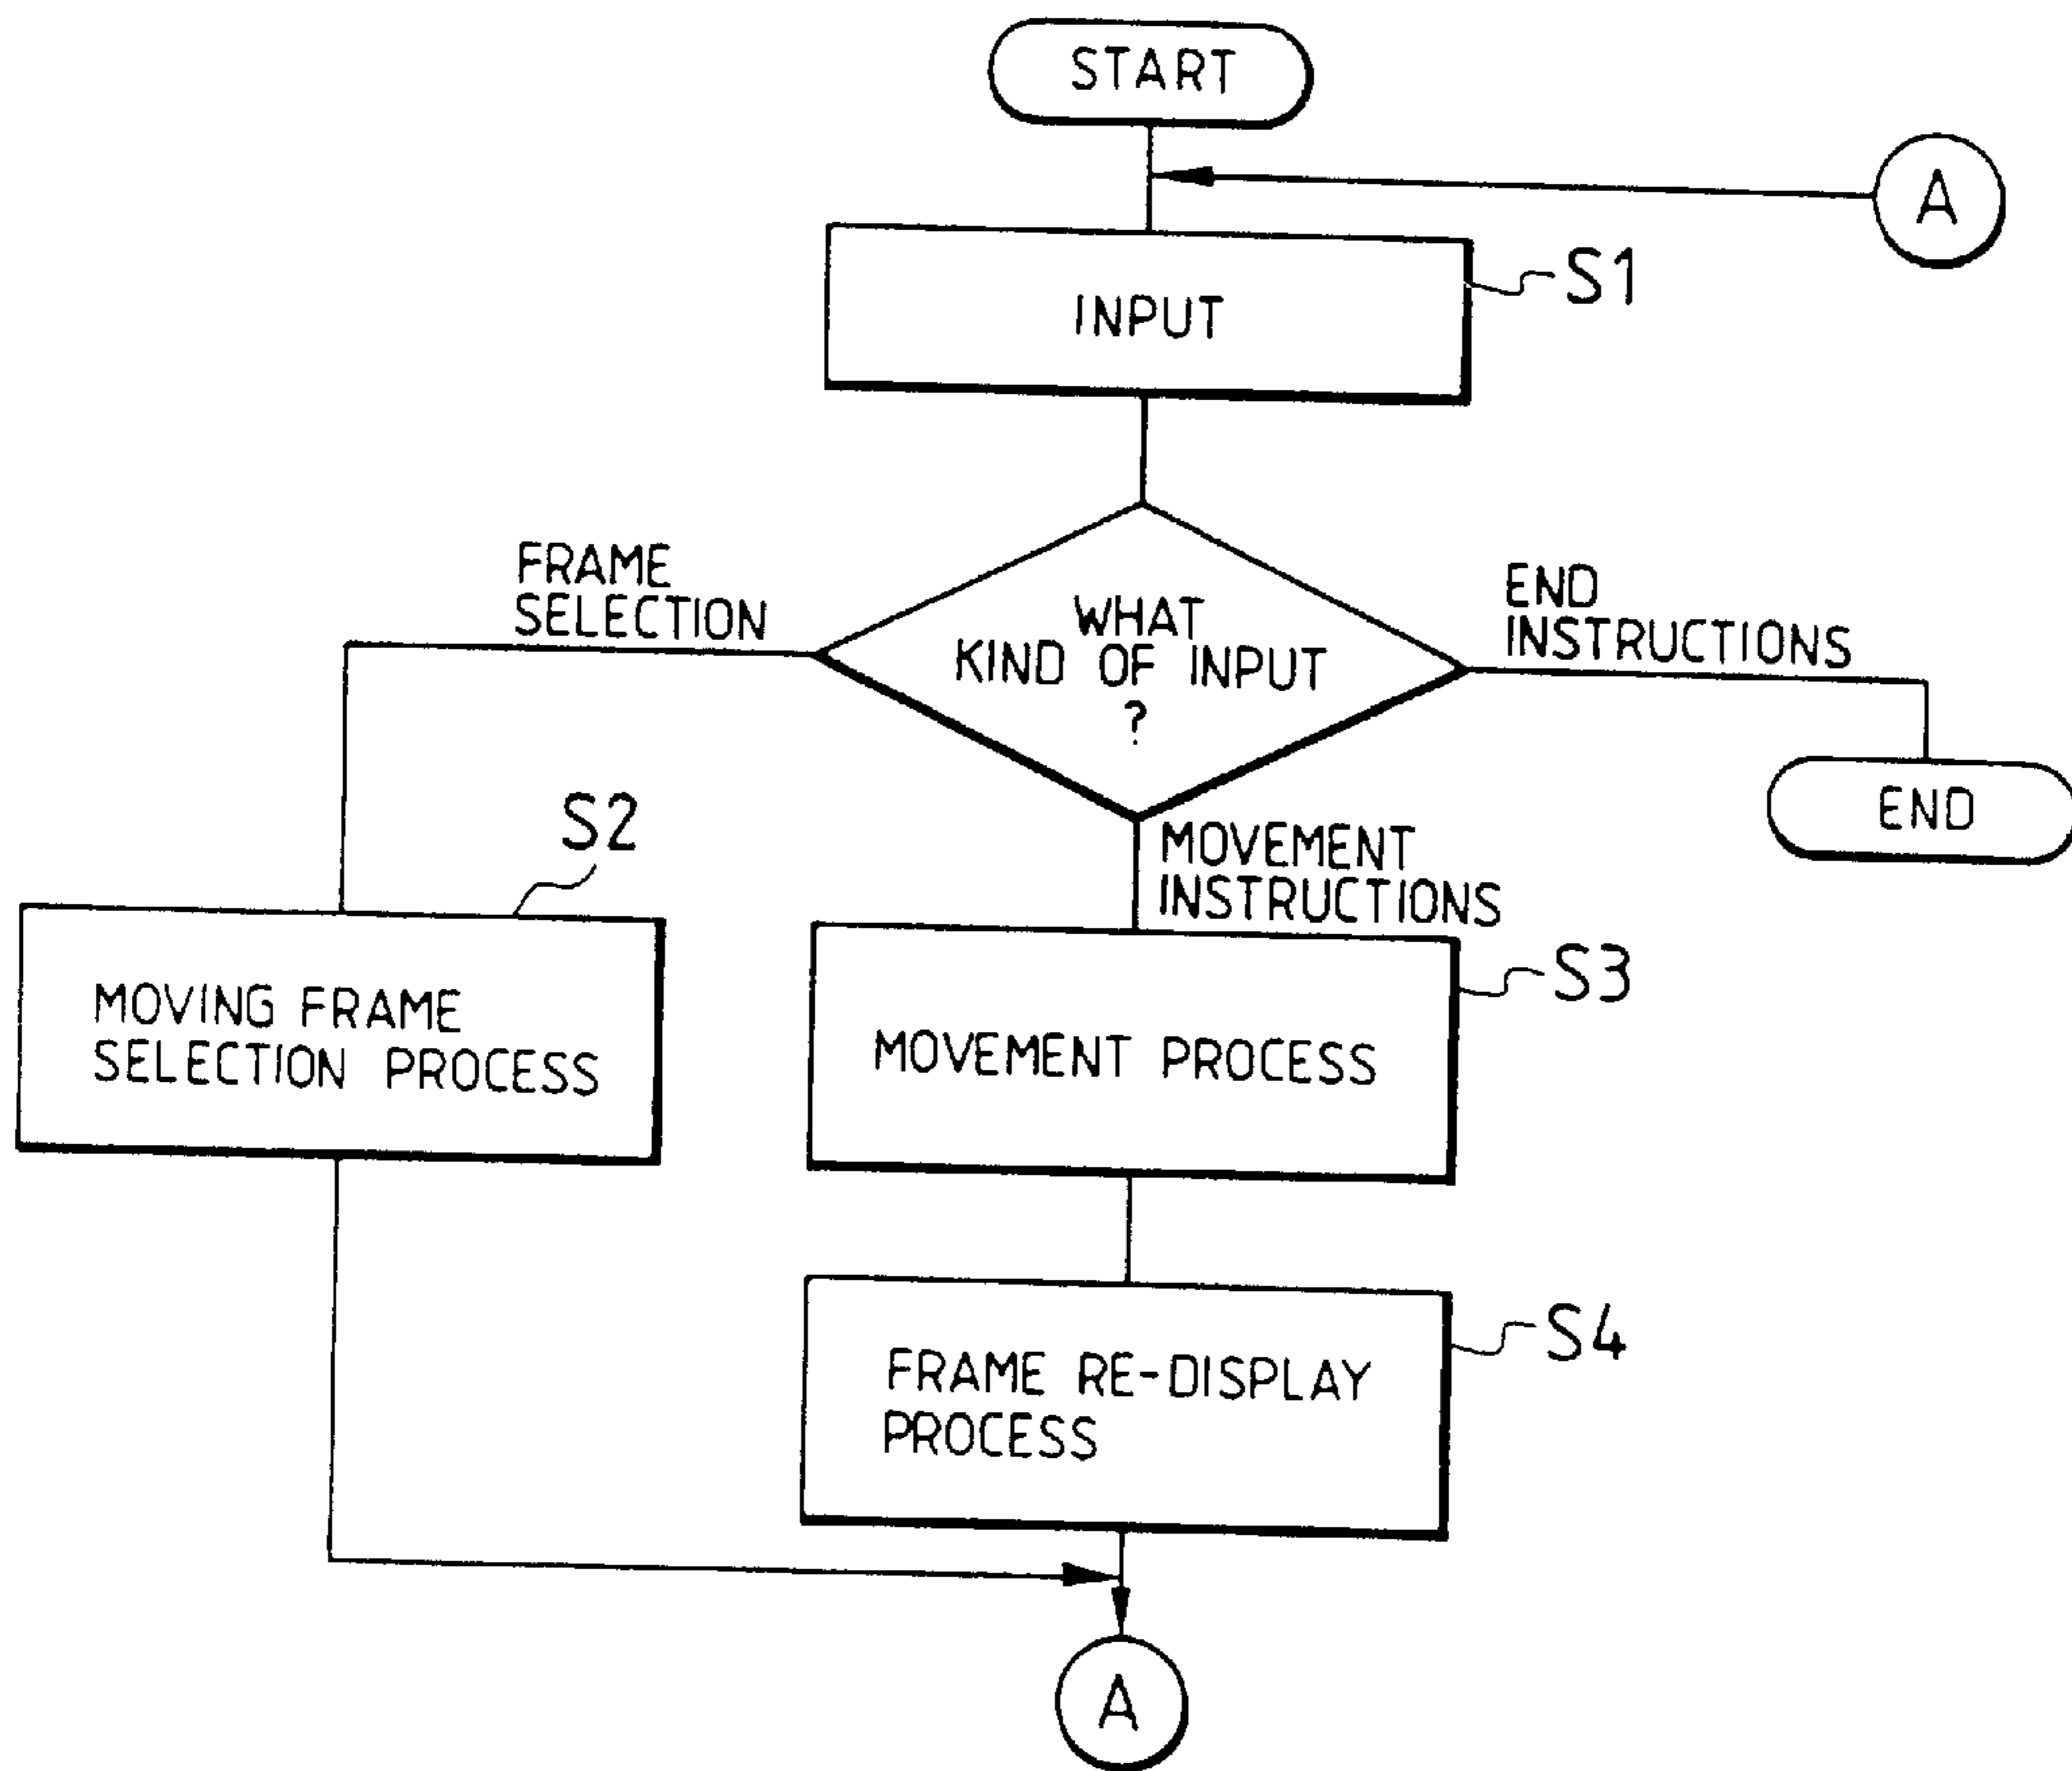 START
A
S1
INPUT
FRAME
SELECTION
WHAT
KIND OF INPUT
?
END
INSTRUCTIONS
END
S2
MOVEMENT
INSTRUCTIONS
MOVING FRAME
SELECTION PROCESS
S3
MOVEMENT PROCESS
S4
FRAME RE-DISPLAY
PROCESS
A